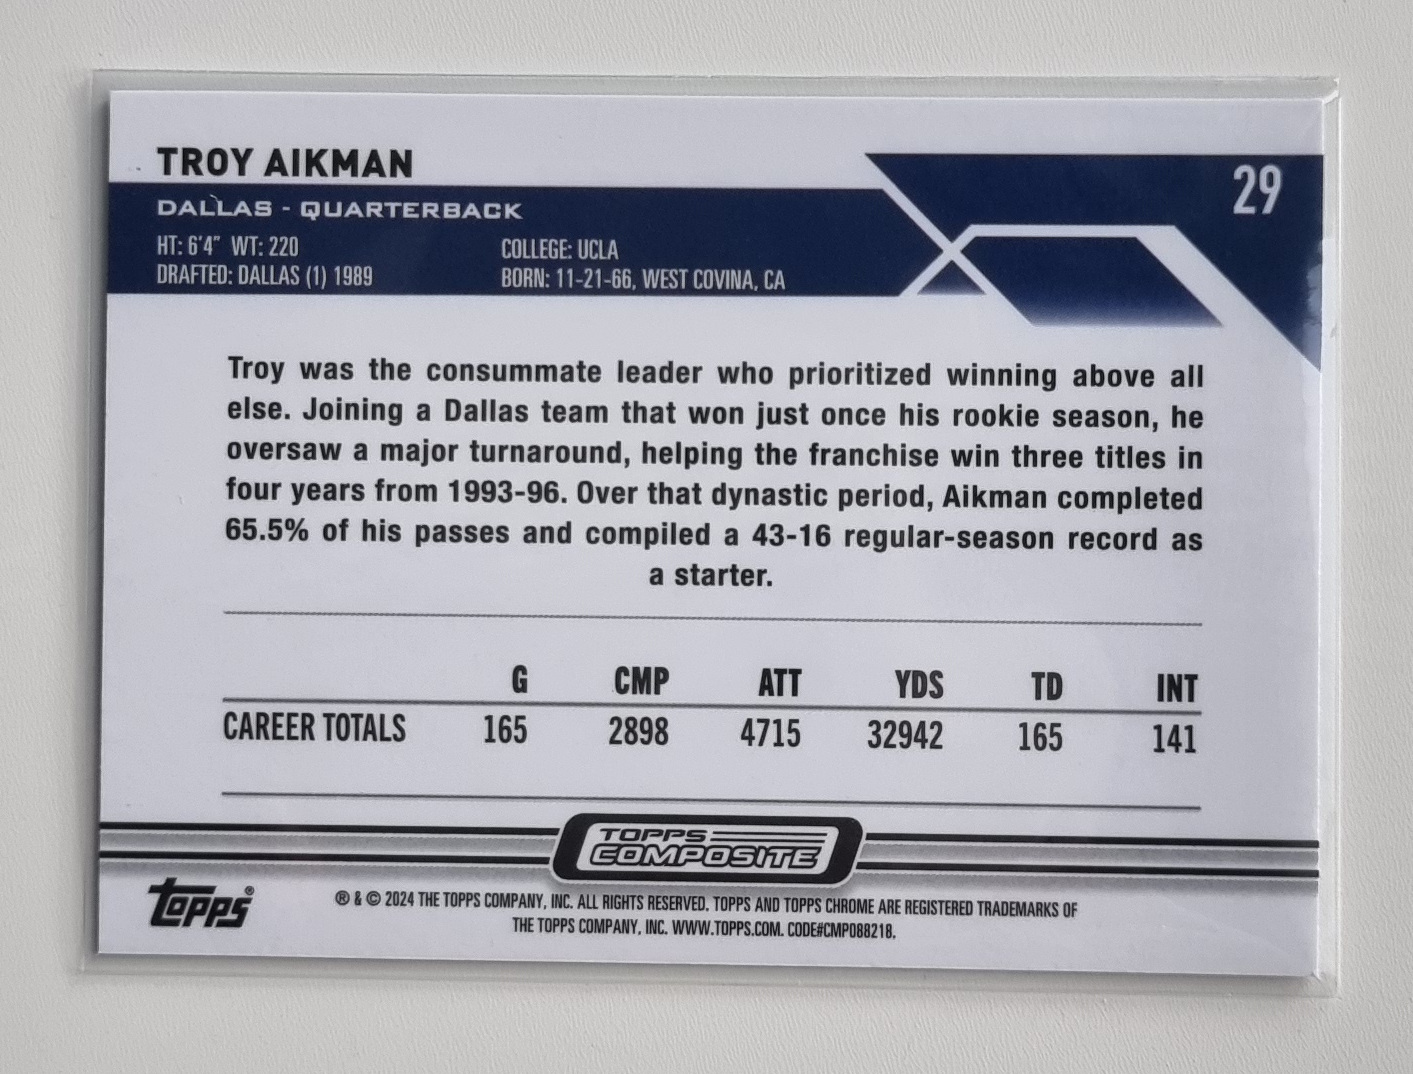 TROY AIKMAN
29
DALLAS - QUARTERBACK
HT: 6'4" WT: 220
COLLEGE: UCLA
DRAFTED: DALLAS (1) 1989
BORN: 11-21-66, WEST COVINA, CA
Troy was the consummate leader who prioritized winning above all
else. Joining a Dallas team that won just once his rookie season, he
oversaw a major turnaround, helping the franchise win three titles in
four years from 1993-96. Over that dynastic period, Aikman completed
65.5% of his passes and compiled a 43-16 regular-season record as
a starter.
G CMP ATT YDS TD INT
CAREER TOTALS 165 2898 4715 32942 165 141
TOPPS
COMPOSITE
Topps®
® & © 2024 THE TOPPS COMPANY, INC. ALL RIGHTS RESERVED. TOPPS AND TOPPS CHROME ARE REGISTERED TRADEMARKS OF
THE TOPPS COMPANY, INC. WWW.TOPPS.COM. CODE#CMP088218.